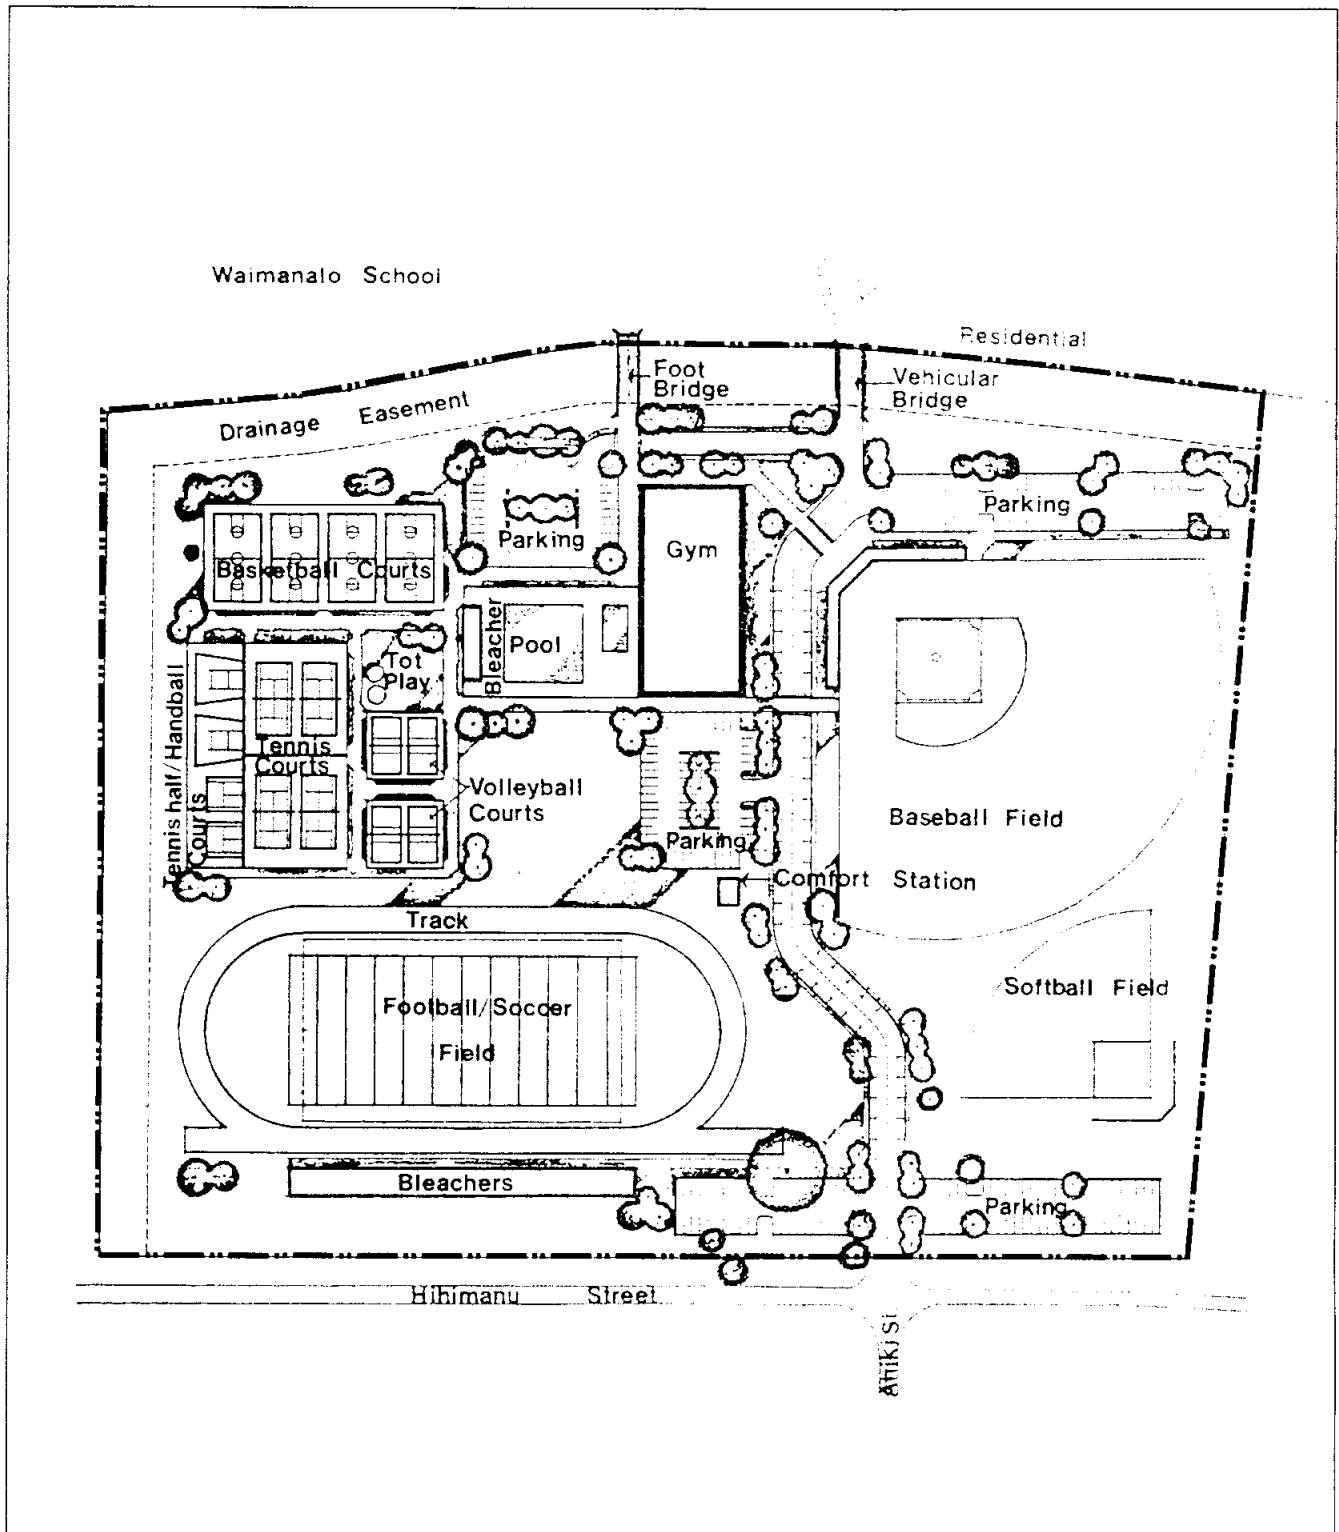 Waimanalo School
Residential
Foot
Bridge
Vehicular
Bridge
Drainage Easement
Parking
Parking
Gym
Basketball Courts
Bleacher
Pool
Tot
Play
Tennis half/Handball
Courts
Tennis
Courts
Volleyball
Courts
Baseball Field
Parking
Comfort Station
Track
Softball Field
Football/Soccer
Field
Bleachers
Parking
Hihimanu Street
Ahiki St